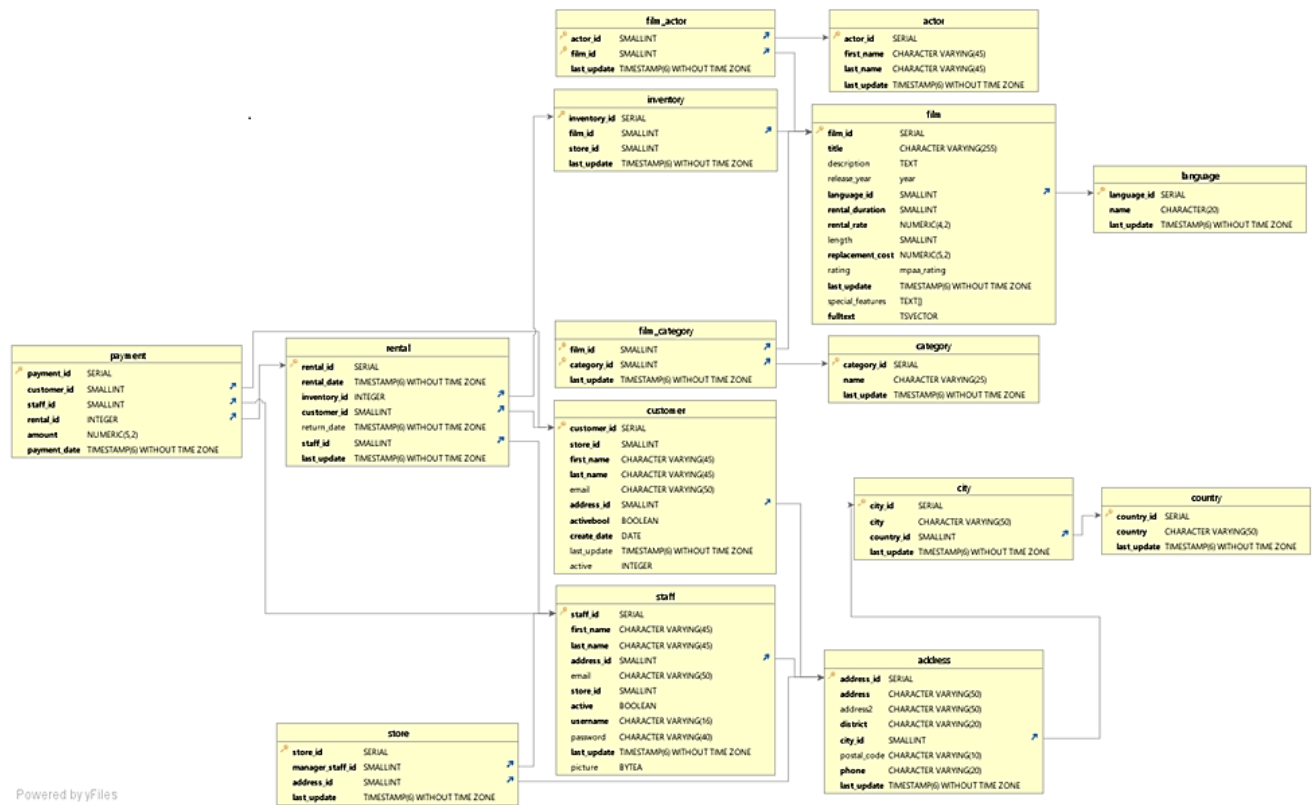 film_actor
actor_id SMALLINT
film_id SMALLINT
last_update TIMESTAMP(6) WITHOUT TIME ZONE
actor
actor_id SERIAL
first_name CHARACTER VARYING(45)
last_name CHARACTER VARYING(45)
last_update TIMESTAMP(6) WITHOUT TIME ZONE
inventory
inventory_id SERIAL
film_id SMALLINT
store_id SMALLINT
last_update TIMESTAMP(6) WITHOUT TIME ZONE
film
film_id SERIAL
title CHARACTER VARYING(255)
description TEXT
release_year year
language_id SMALLINT
rental_duration SMALLINT
rental_rate NUMERIC(4,2)
length SMALLINT
replacement_cost NUMERIC(5,2)
rating mpaa_rating
last_update TIMESTAMP(6) WITHOUT TIME ZONE
special_features TEXT[]
fulltext TSVECTOR
language
language_id SERIAL
name CHARACTER(20)
last_update TIMESTAMP(6) WITHOUT TIME ZONE
payment
payment_id SERIAL
customer_id SMALLINT
staff_id SMALLINT
rental_id INTEGER
amount NUMERIC(5,2)
payment_date TIMESTAMP(6) WITHOUT TIME ZONE
rental
rental_id SERIAL
rental_date TIMESTAMP(6) WITHOUT TIME ZONE
inventory_id INTEGER
customer_id SMALLINT
return_date TIMESTAMP(6) WITHOUT TIME ZONE
staff_id SMALLINT
last_update TIMESTAMP(6) WITHOUT TIME ZONE
film_category
film_id SMALLINT
category_id SMALLINT
last_update TIMESTAMP(6) WITHOUT TIME ZONE
category
category_id SERIAL
name CHARACTER VARYING(25)
last_update TIMESTAMP(6) WITHOUT TIME ZONE
customer
customer_id SERIAL
store_id SMALLINT
first_name CHARACTER VARYING(45)
last_name CHARACTER VARYING(45)
email CHARACTER VARYING(50)
address_id SMALLINT
activebool BOOLEAN
create_date DATE
last_update TIMESTAMP(6) WITHOUT TIME ZONE
active INTEGER
city
city_id SERIAL
city CHARACTER VARYING(50)
country_id SMALLINT
last_update TIMESTAMP(6) WITHOUT TIME ZONE
country
country_id SERIAL
country CHARACTER VARYING(50)
last_update TIMESTAMP(6) WITHOUT TIME ZONE
staff
staff_id SERIAL
first_name CHARACTER VARYING(45)
last_name CHARACTER VARYING(45)
address_id SMALLINT
email CHARACTER VARYING(50)
store_id SMALLINT
active BOOLEAN
username CHARACTER VARYING(16)
password CHARACTER VARYING(40)
last_update TIMESTAMP(6) WITHOUT TIME ZONE
picture BYTEA
address
address_id SERIAL
address CHARACTER VARYING(50)
address2 CHARACTER VARYING(50)
district CHARACTER VARYING(20)
city_id SMALLINT
postal_code CHARACTER VARYING(10)
phone CHARACTER VARYING(20)
last_update TIMESTAMP(6) WITHOUT TIME ZONE
store
store_id SERIAL
manager_staff_id SMALLINT
address_id SMALLINT
last_update TIMESTAMP(6) WITHOUT TIME ZONE
Powered by yFiles